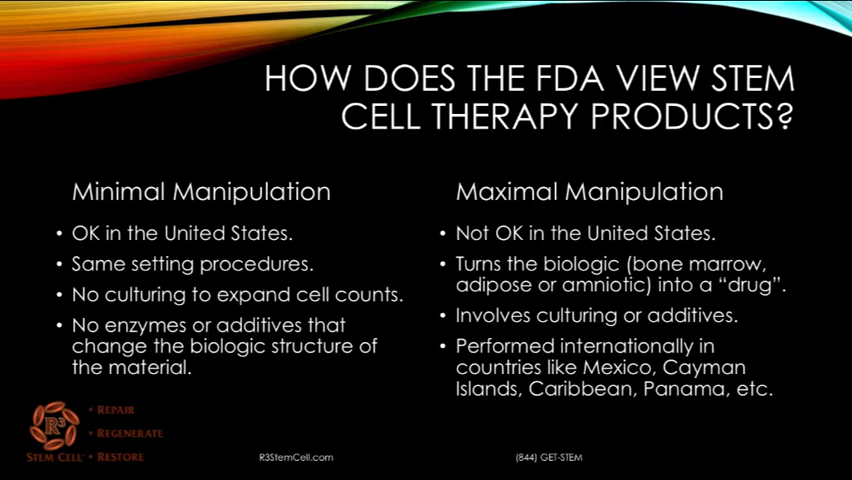 HOW DOES THE FDA VIEW STEM
CELL THERAPY PRODUCTS?
Minimal Manipulation
• OK in the United States.
• Same setting procedures.
• No culturing to expand cell counts.
• No enzymes or additives that
change the biologic structure of
the material.
Maximal Manipulation
• Not OK in the United States.
• Turns the biologic (bone marrow,
adipose or amniotic) into a “drug”.
• Involves culturing or additives.
• Performed internationally in
countries like Mexico, Cayman
Islands, Caribbean, Panama, etc.
R3
STEM CELL
• REPAIR
• REGENERATE
• RESTORE
R3StemCell.com
(844) GET-STEM